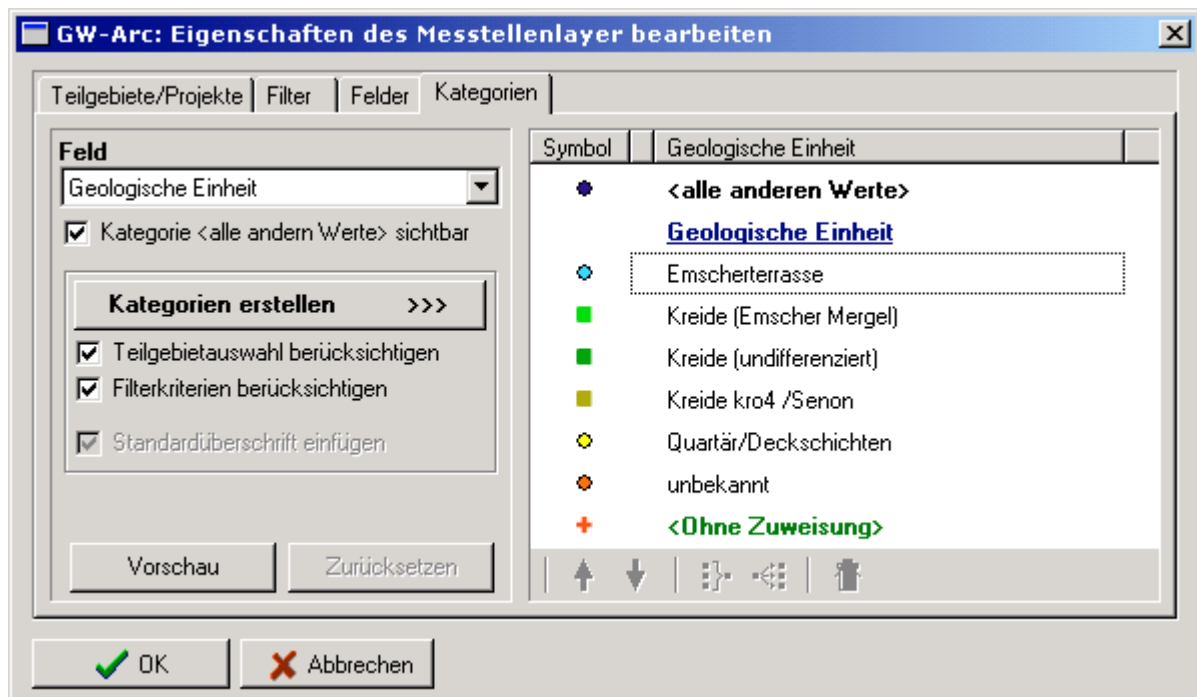 GW-Arc: Eigenschaften des Messtellenlayer bearbeiten
Teilgebiete/Projekte Filter Felder Kategorien
Feld
Geologische Einheit
Kategorie <alle andern Werte> sichtbar
Kategorien erstellen >>>
Teilgebietauswahl berücksichtigen
Filterkriterien berücksichtigen
Standardüberschrift einfügen
Vorschau Zurücksetzen
Symbol Geologische Einheit
<alle anderen Werte>
Geologische Einheit
Emscherterrasse
Kreide (Emscher Mergel)
Kreide (undifferenziert)
Kreide kro4 /Senon
Quartär/Deckschichten
unbekannt
<Ohne Zuweisung>
OK Abbrechen